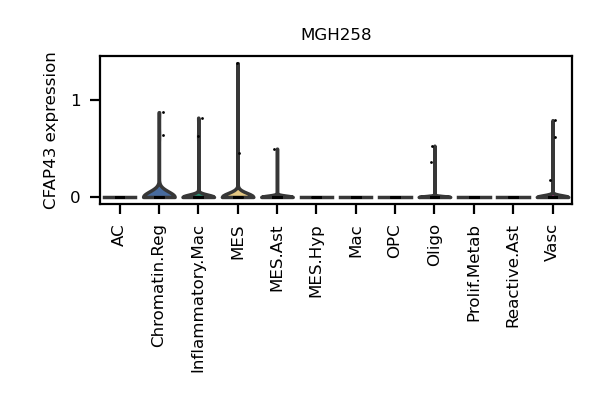 MGH258
CFAP43 expression
1
0
AC
Chromatin.Reg
Inflammatory.Mac
MES
MES.Ast
MES.Hyp
Mac
OPC
Oligo
Prolif.Metab
Reactive.Ast
Vasc